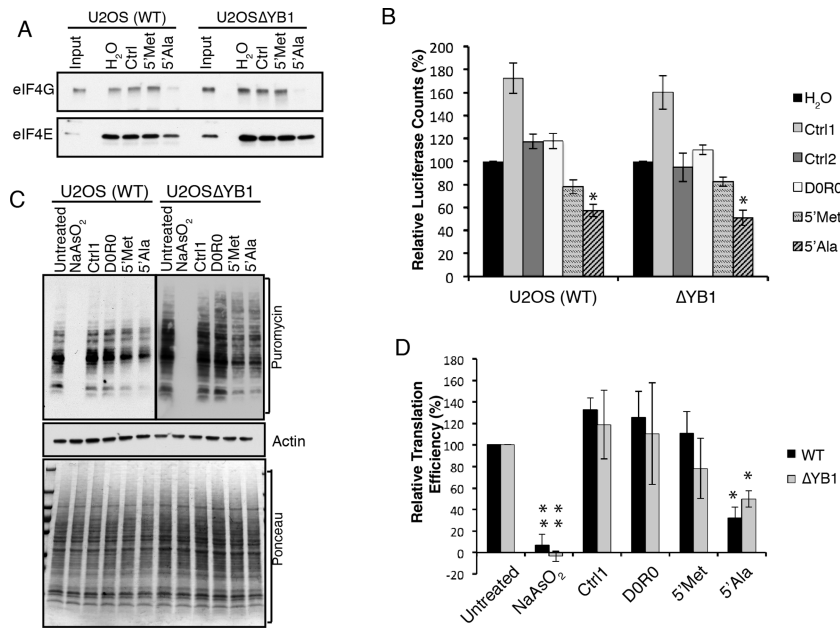 A
U2OS (WT)
U2OSΔYB1
Input
H2O
Ctrl
5'Met
5'Ala
Input
H2O
Ctrl
5'Met
5'Ala
eIF4G
eIF4E
B
Relative Luciferase Counts (%)
200
180
160
140
120
100
80
60
40
20
0
*
*
U2OS (WT)
ΔYB1
H2O
Ctrl1
Ctrl2
D0R0
5'Met
5'Ala
C
U2OS (WT)
U2OSΔYB1
Untreated
NaAsO2
Ctrl1
D0R0
5'Met
5'Ala
Untreated
NaAsO2
Ctrl1
D0R0
5'Met
5'Ala
Puromycin
Actin
Ponceau
D
Relative Translation
Efficiency (%)
180
160
140
120
100
80
60
40
20
0
-20
* *
* *
*
*
Untreated
NaAsO2
Ctrl1
D0R0
5'Met
5'Ala
WT
ΔYB1